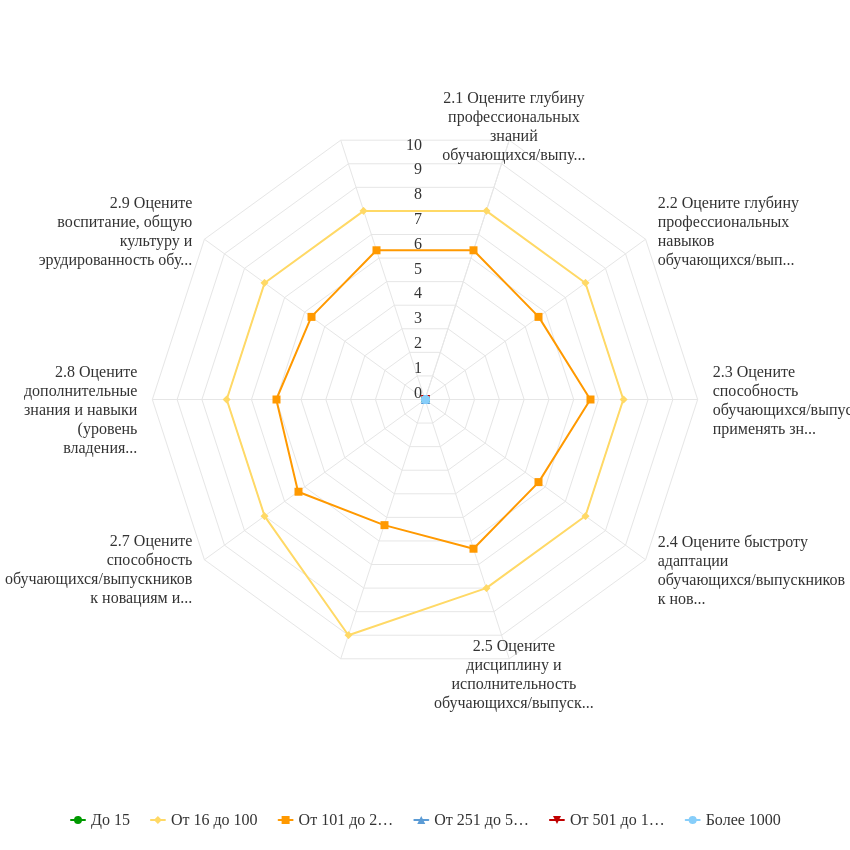 2.1 Оцените глубину
профессиональных
знаний
обучающихся/выпу...
10
9
8
7
6
5
4
3
2
1
0
2.2 Оцените глубину
профессиональных
навыков
обучающихся/вып...
2.3 Оцените
способность
обучающихся/выпус
применять зн...
2.4 Оцените быстроту
адаптации
обучающихся/выпускников
к нов...
2.5 Оцените
дисциплину и
исполнительность
обучающихся/выпуск...
2.7 Оцените
способность
обучающихся/выпускников
к новациям и...
2.8 Оцените
дополнительные
знания и навыки
(уровень
владения...
2.9 Оцените
воспитание, общую
культуру и
эрудированность обу...
До 15 От 16 до 100 От 101 до 2… От 251 до 5… От 501 до 1… Более 1000